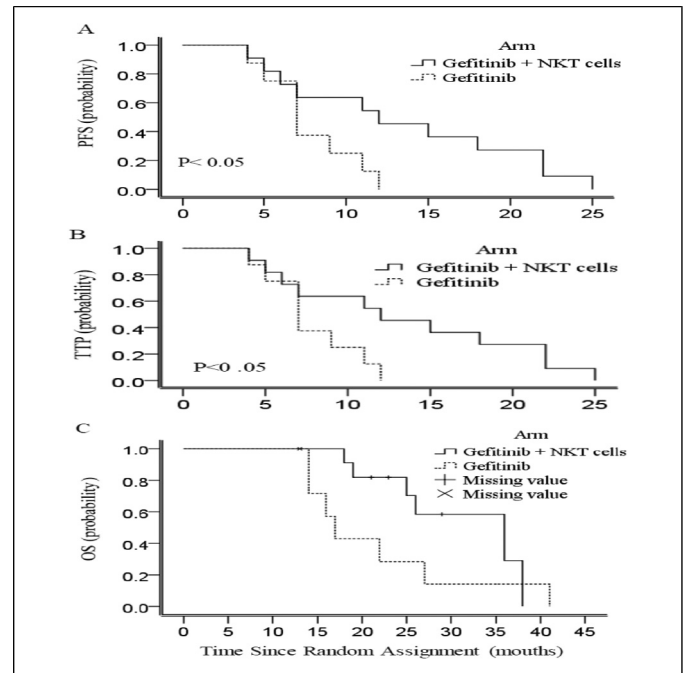 A
Arm
Gefitinib + NKT cells
Gefitinib
PFS (probability)
1.0
0.8
0.6
0.4
0.2
0.0
P< 0.05
0 5 10 15 20 25
B
Arm
Gefitinib + NKT cells
Gefitinib
TTP (probability)
1.0
0.8
0.6
0.4
0.2
0.0
P<0 .05
0 5 10 15 20 25
C
Arm
Gefitinib + NKT cells
Gefitinib
Missing value
Missing value
OS (probability)
1.0
0.8
0.6
0.4
0.2
0.0
0 5 10 15 20 25 30 35 40 45
Time Since Random Assignment (mouths)